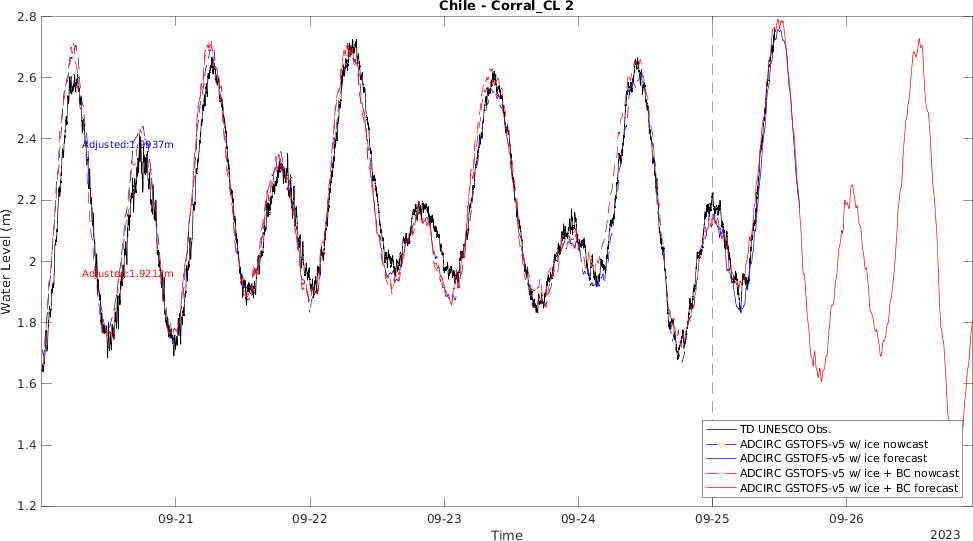 Chile - Corral_CL 2
2.8
2.6
2.4
2.2
2
1.8
1.6
1.4
1.2
Water Level (m)
Adjusted:1.9937m
Adjusted:1.9212m
TD UNESCO Obs.
ADCIRC GSTOFS-v5 w/ ice nowcast
ADCIRC GSTOFS-v5 w/ ice forecast
ADCIRC GSTOFS-v5 w/ ice + BC nowcast
ADCIRC GSTOFS-v5 w/ ice + BC forecast
09-21
09-22
09-23
09-24
09-25
09-26
Time
2023